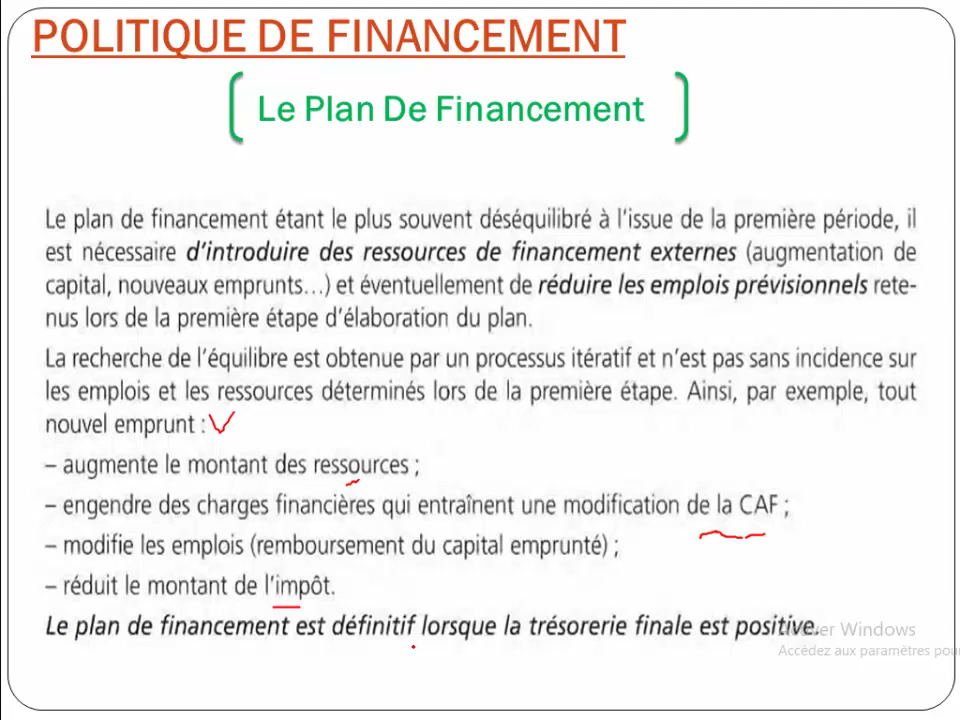 POLITIQUE DE FINANCEMENT
Le Plan De Financement
Le plan de financement étant le plus souvent déséquilibré à l'issue de la première période, il
est nécessaire d'introduire des ressources de financement externes (augmentation de
capital, nouveaux emprunts...) et éventuellement de réduire les emplois prévisionnels rete-
nus lors de la première étape d'élaboration du plan.
La recherche de l'équilibre est obtenue par un processus itératif et n'est pas sans incidence sur
les emplois et les ressources déterminés lors de la première étape. Ainsi, par exemple, tout
nouvel emprunt :
– augmente le montant des ressources ;
– engendre des charges financières qui entraînent une modification de la CAF ;
– modifie les emplois (remboursement du capital emprunté) ;
– réduit le montant de l'impôt.
Le plan de financement est définitif lorsque la trésorerie finale est positive.
Activer Windows
Accédez aux paramètres pour